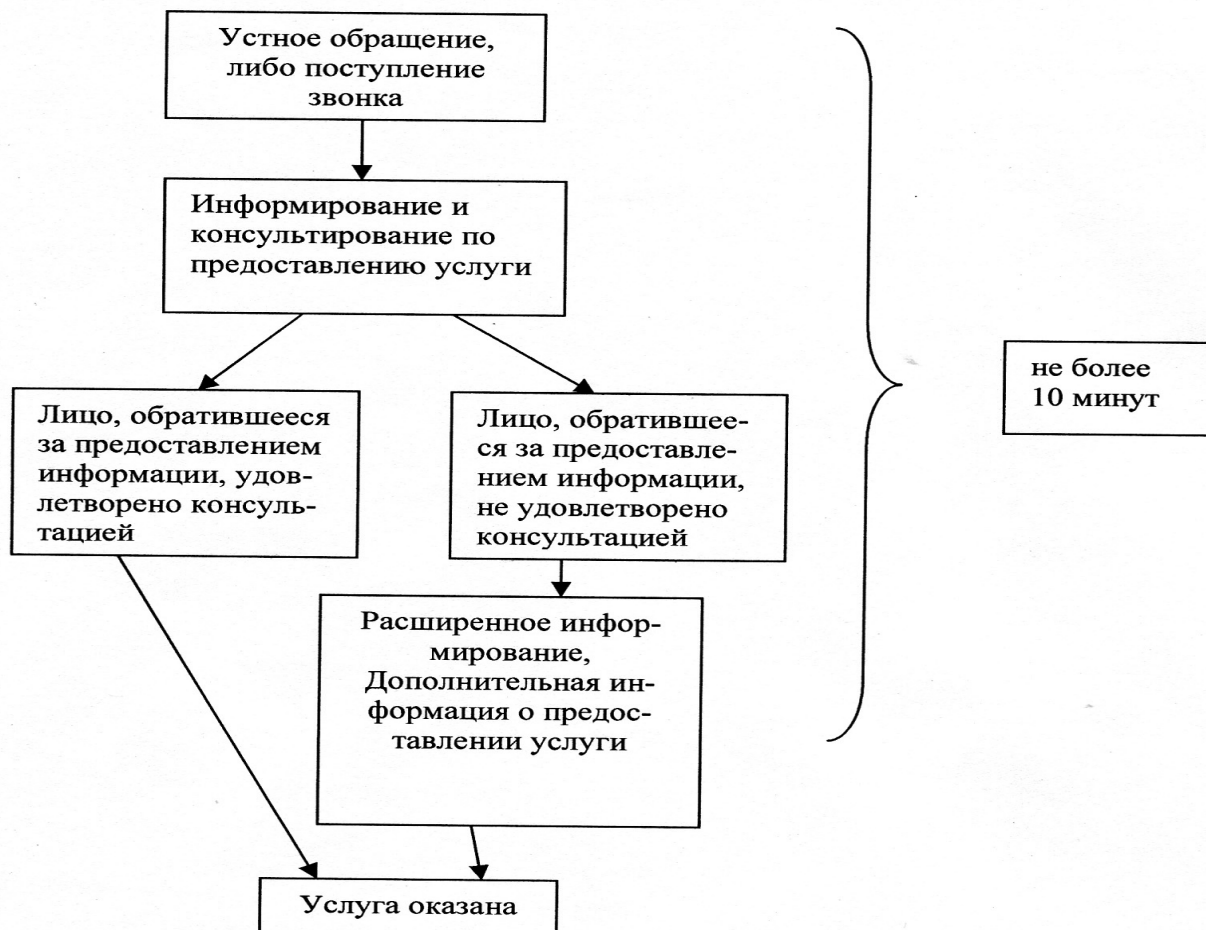 Устное обращение,
либо поступление
звонка
Информирование и
консультирование по
предоставлению услуги
Лицо, обратившееся
за предоставлением
информации, удов-
летворено консуль-
тацией
Лицо, обратившее-
ся за предоставле-
нием информации,
не удовлетворено
консультацией
Расширенное инфор-
мирование,
Дополнительная ин-
формация о предос-
тавлении услуги
Услуга оказана
не более
10 минут